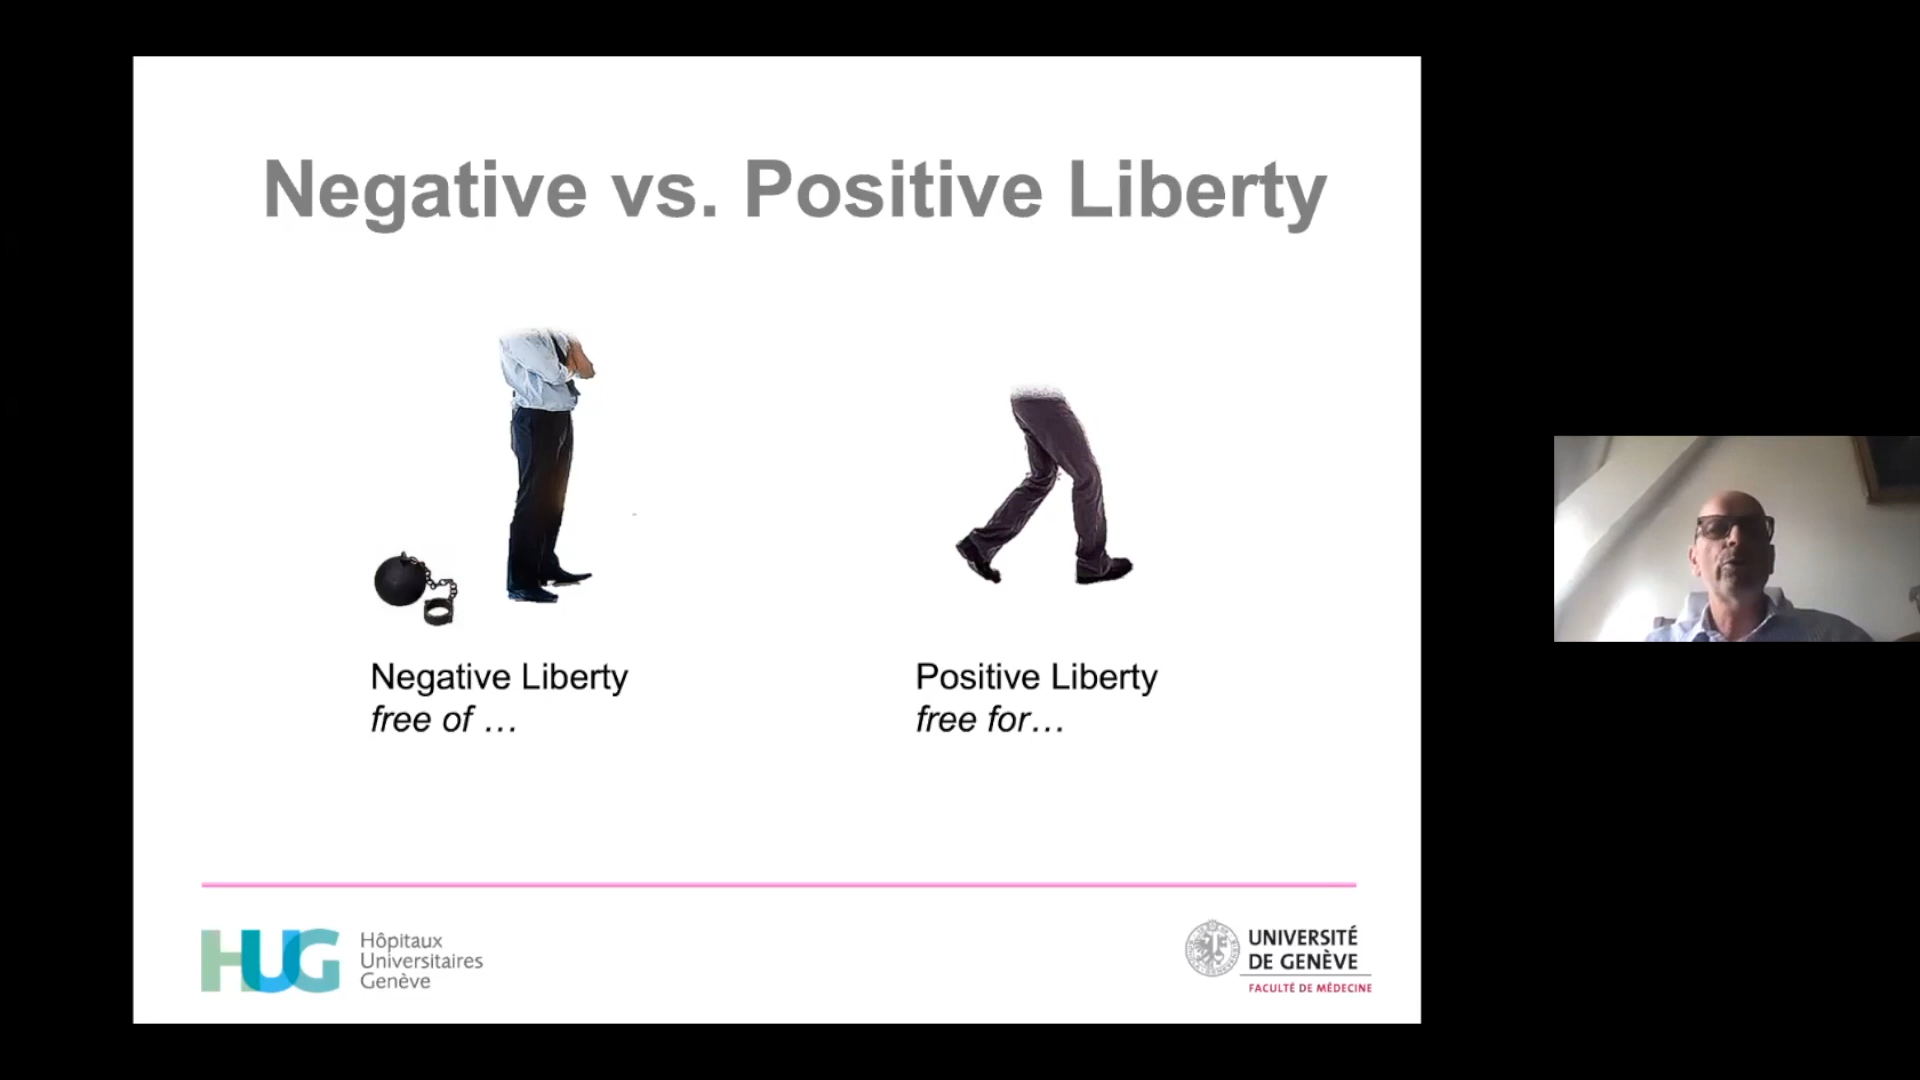 Negative vs. Positive Liberty
Negative Liberty
free of …
Positive Liberty
free for…
HUG
Hôpitaux
Universitaires
Genève
UNIVERSITÉ
DE GENÈVE
FACULTÉ DE MÉDECINE